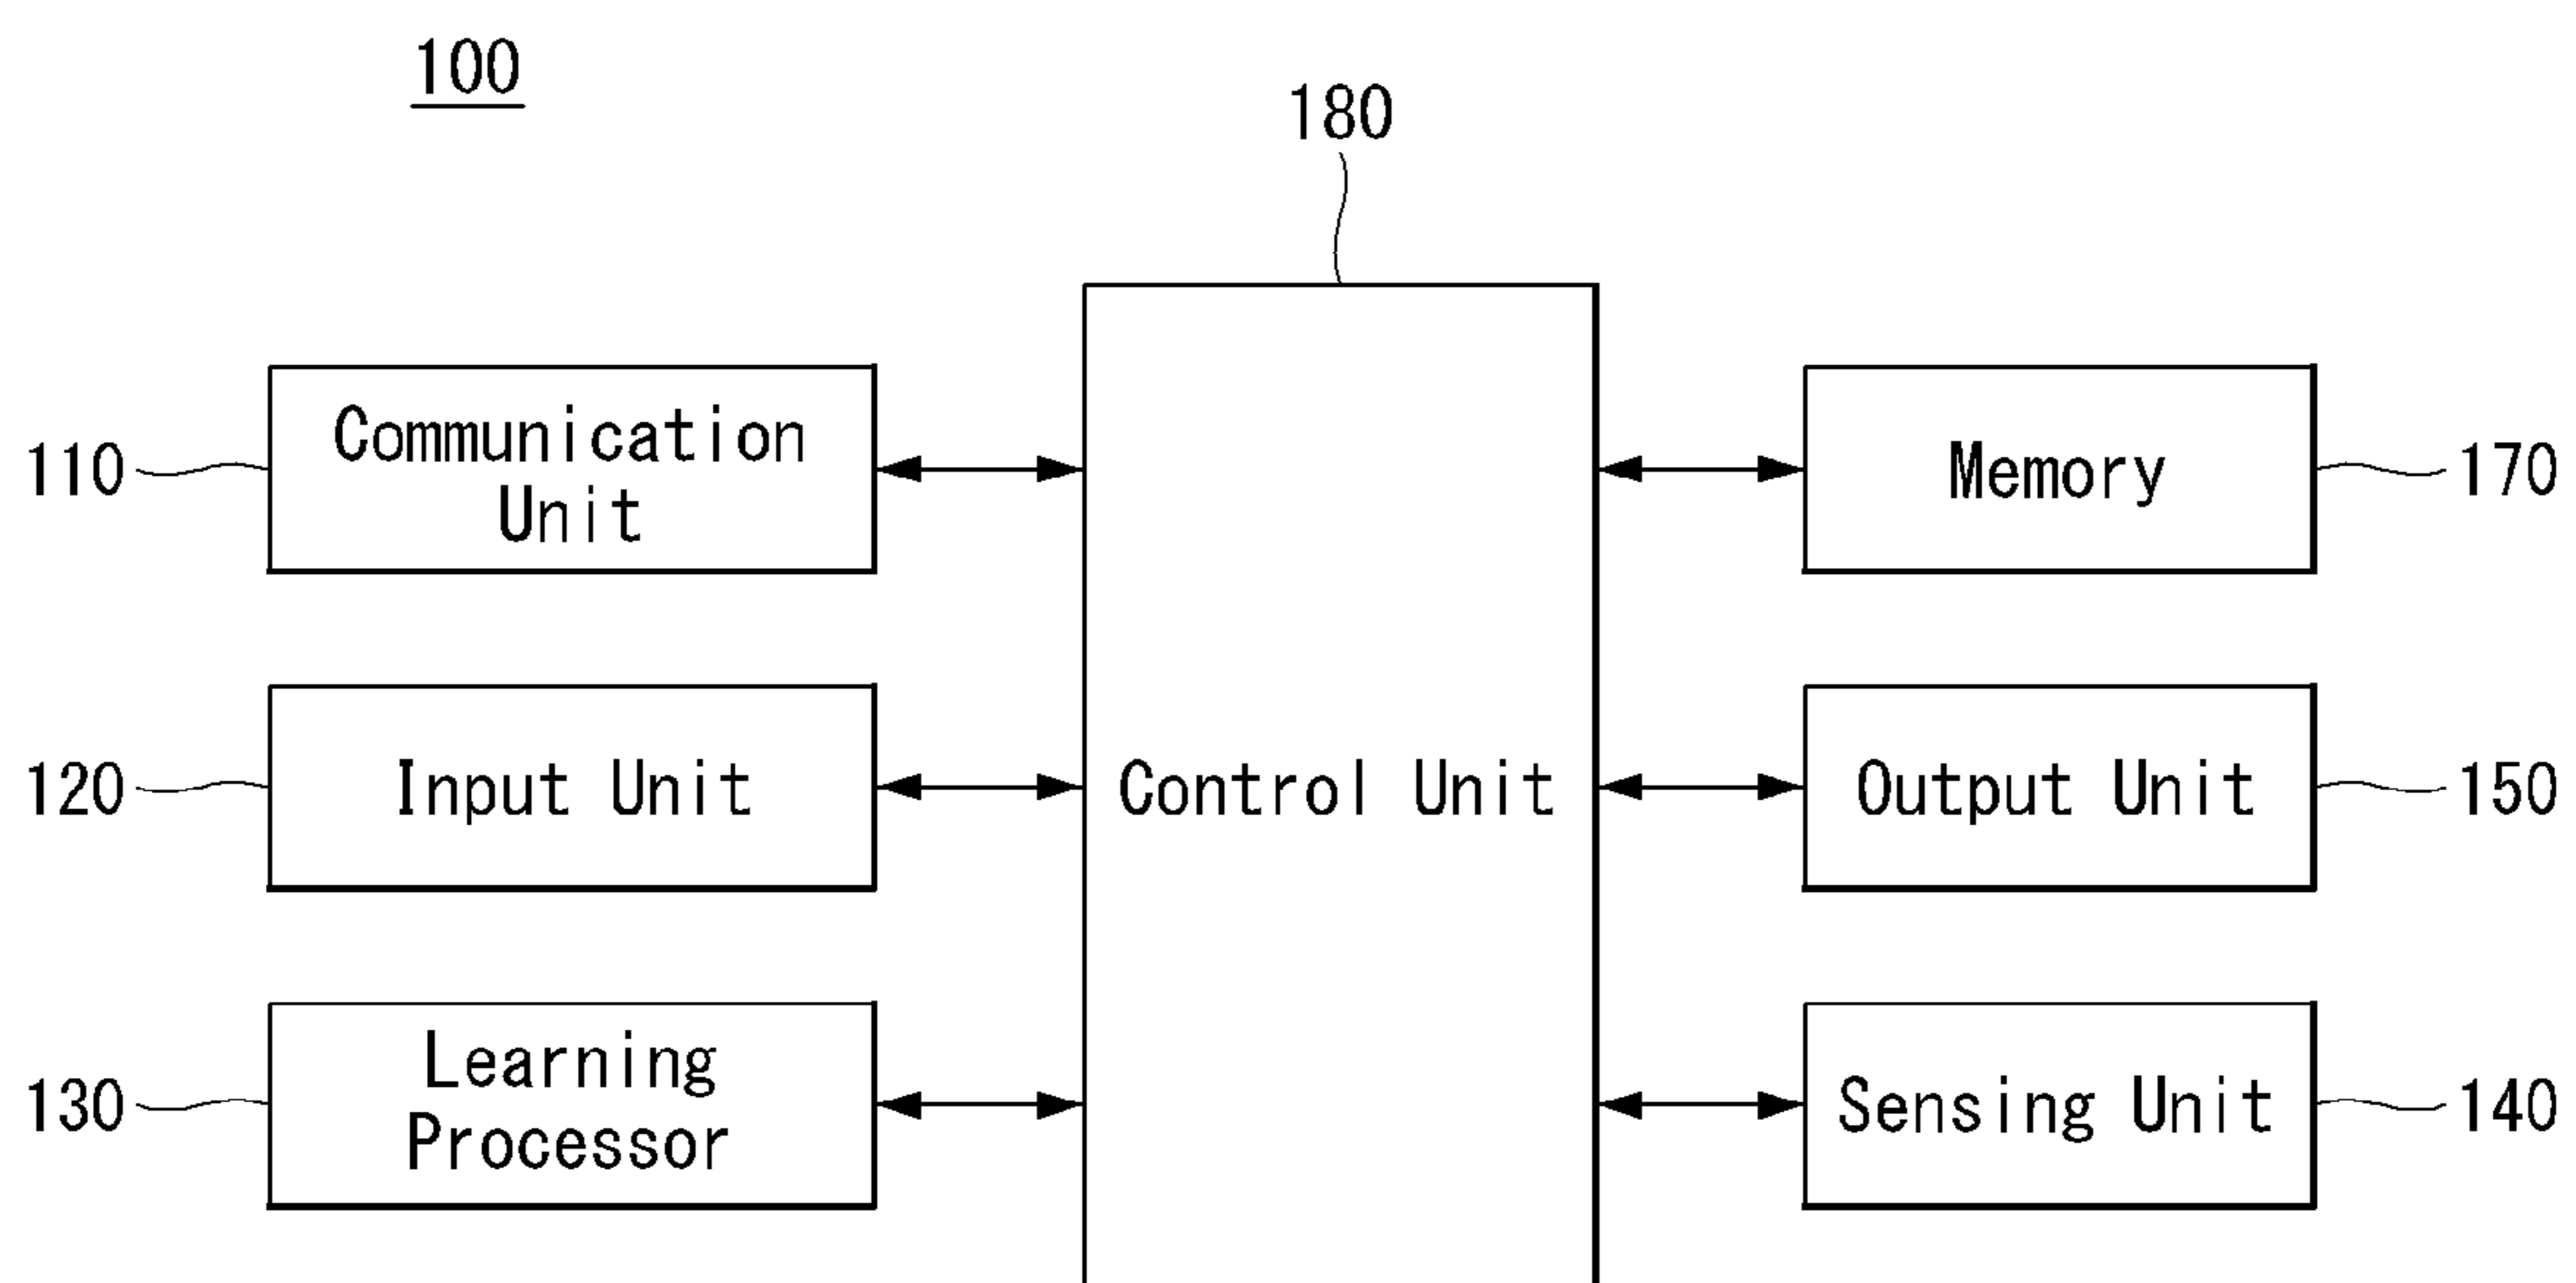 100
180
110
Communication
Unit
Memory
170
120
Input Unit
Control Unit
Output Unit
150
130
Learning
Processor
Sensing Unit
140